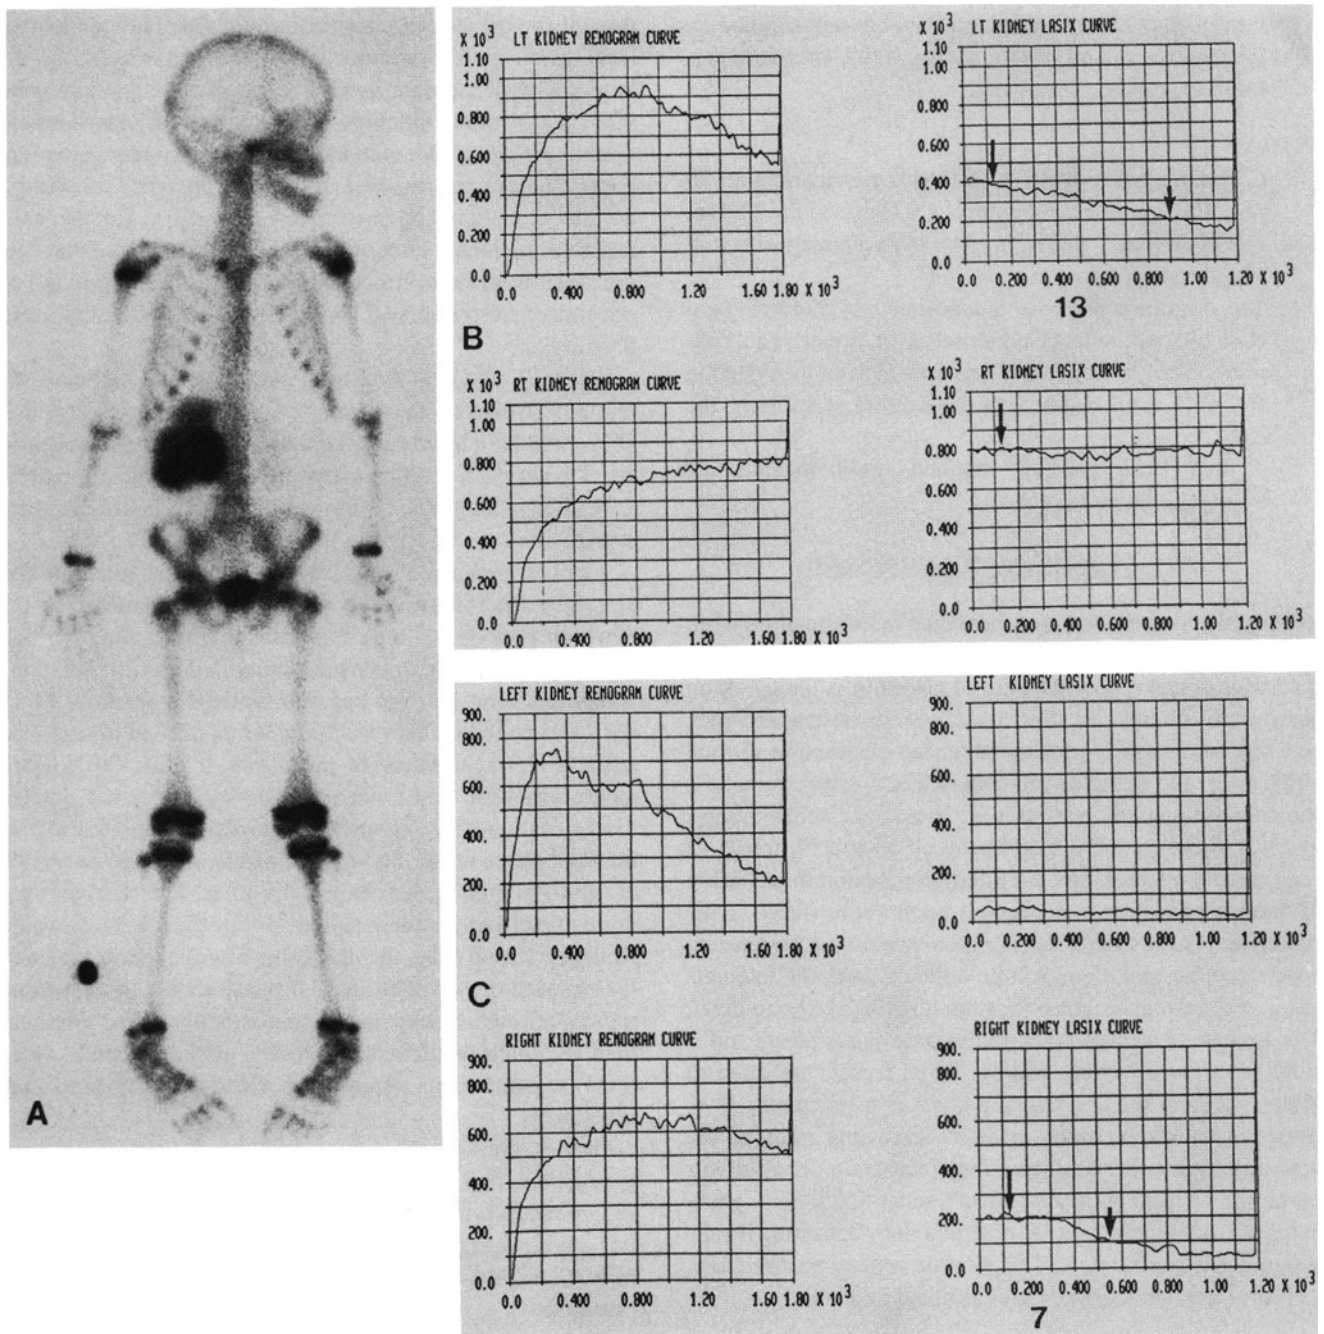 A
B
X 10³ LT KIDNEY RENOGRAM CURVE
1.10
1.00
0.800
0.600
0.400
0.200
0.0
0.0 0.400 0.800 1.20 1.60 1.80 X 10³
X 10³ LT KIDNEY LASIX CURVE
1.10
1.00
0.800
0.600
0.400
0.200
0.0
0.0 0.200 0.400 0.600 0.800 1.00 1.20 X 10³
13
X 10³ RT KIDNEY RENOGRAM CURVE
1.10
1.00
0.800
0.600
0.400
0.200
0.0
0.0 0.400 0.800 1.20 1.60 1.80 X 10³
X 10³ RT KIDNEY LASIX CURVE
1.10
1.00
0.800
0.600
0.400
0.200
0.0
0.0 0.200 0.400 0.600 0.800 1.00 1.20 X 10³
C
LEFT KIDNEY RENOGRAM CURVE
900.
800.
600.
400.
200.
0.0
0.0 0.400 0.800 1.20 1.60 1.80 X 10³
LEFT KIDNEY LASIX CURVE
900.
800.
600.
400.
200.
0.0
0.0 0.200 0.400 0.600 0.800 1.00 1.20 X 10³
RIGHT KIDNEY RENOGRAM CURVE
900.
800.
600.
400.
200.
0.0
0.0 0.400 0.800 1.20 1.60 1.80 X 10³
RIGHT KIDNEY LASIX CURVE
900.
800.
600.
400.
200.
0.0
0.0 0.200 0.400 0.600 0.800 1.00 1.20 X 10³
7